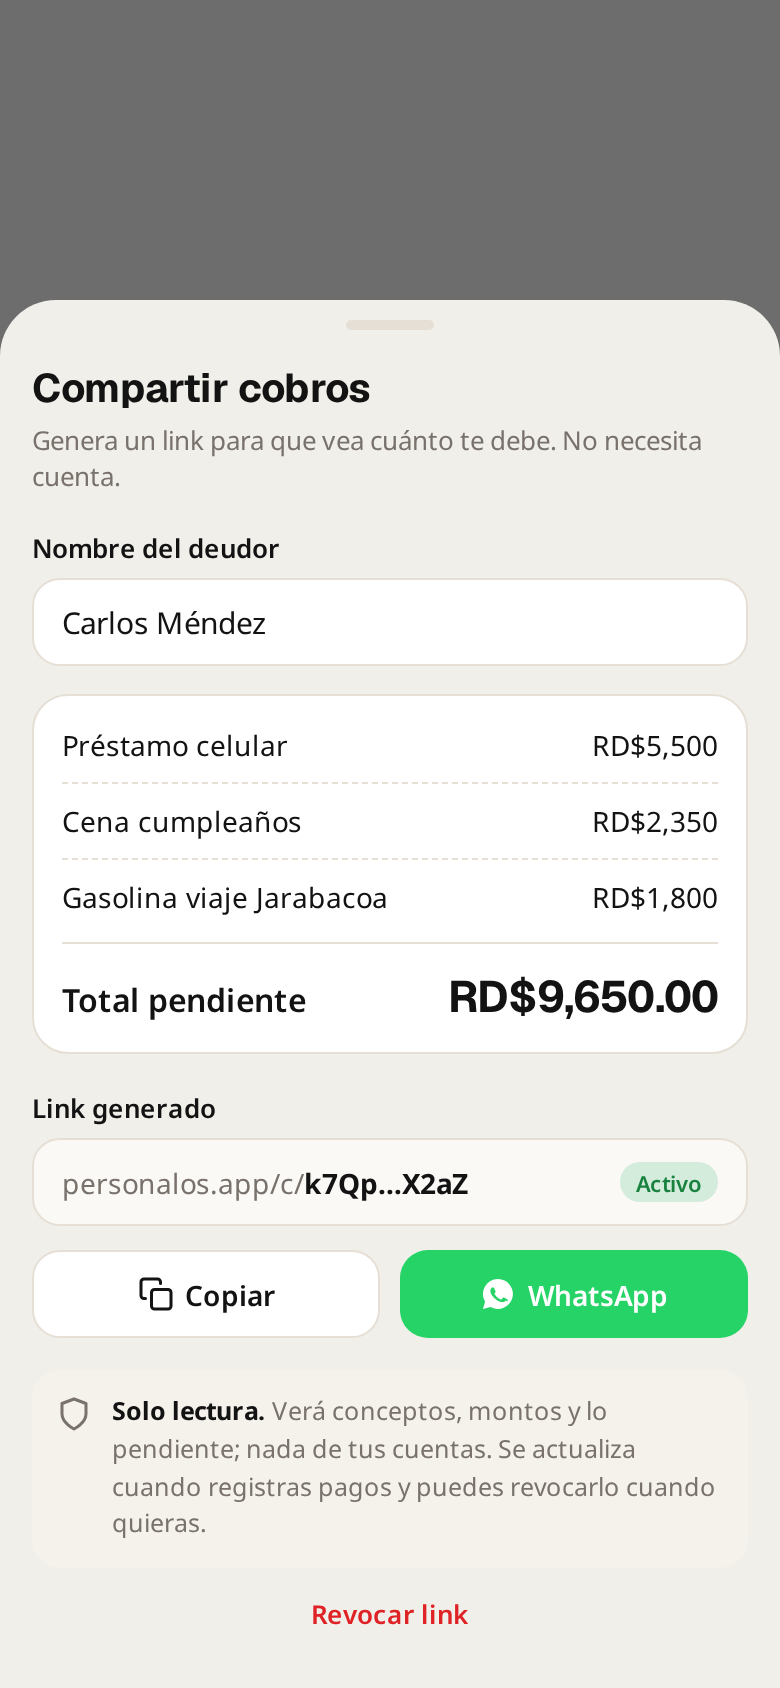 Compartir cobros
Genera un link para que vea cuánto te debe. No necesita
cuenta.
Nombre del deudor
Carlos Méndez
Préstamo celular RD$5,500
Cena cumpleaños RD$2,350
Gasolina viaje Jarabacoa RD$1,800
Total pendiente RD$9,650.00
Link generado
personalos.app/c/k7Qp...X2aZ Activo
Copiar WhatsApp
Solo lectura. Verá conceptos, montos y lo
pendiente; nada de tus cuentas. Se actualiza
cuando registras pagos y puedes revocarlo cuando
quieras.
Revocar link